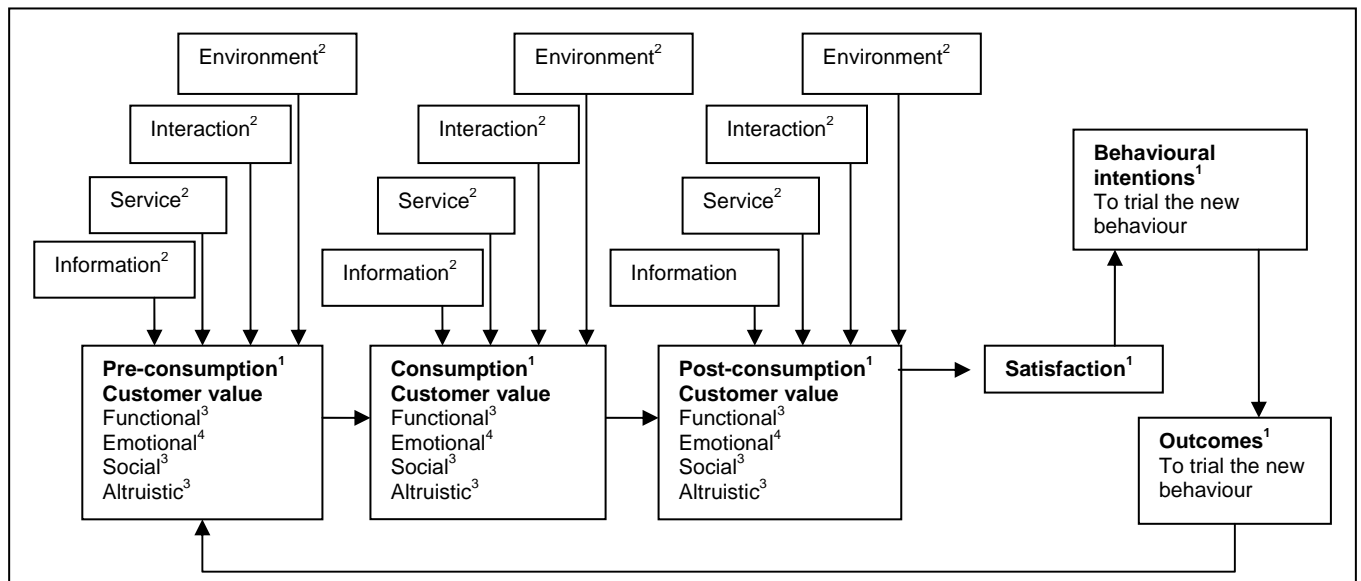 Environment²
Environment²
Environment²
Interaction²
Interaction²
Interaction²
Service²
Service²
Service²
Information²
Information²
Information
Behavioural
intentions¹
To trial the new
behaviour
Pre-consumption¹
Customer value
Functional³
Emotional⁴
Social³
Altruistic³
Consumption¹
Customer value
Functional³
Emotional⁴
Social³
Altruistic³
Post-consumption¹
Customer value
Functional³
Emotional⁴
Social³
Altruistic³
Satisfaction¹
Outcomes¹
To trial the new
behaviour